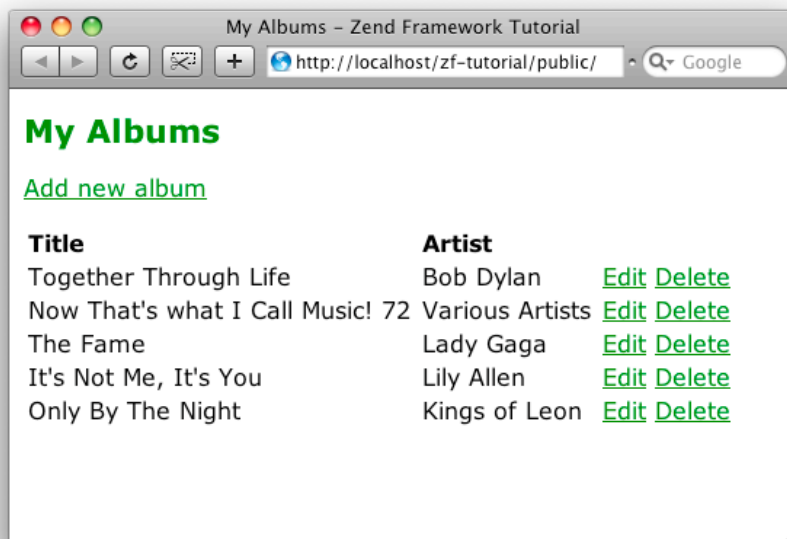 My Albums – Zend Framework Tutorial
http://localhost/zf-tutorial/public/ Google
My Albums
Add new album
Title Artist
Together Through Life Bob Dylan Edit Delete
Now That's what I Call Music! 72 Various Artists Edit Delete
The Fame Lady Gaga Edit Delete
It's Not Me, It's You Lily Allen Edit Delete
Only By The Night Kings of Leon Edit Delete